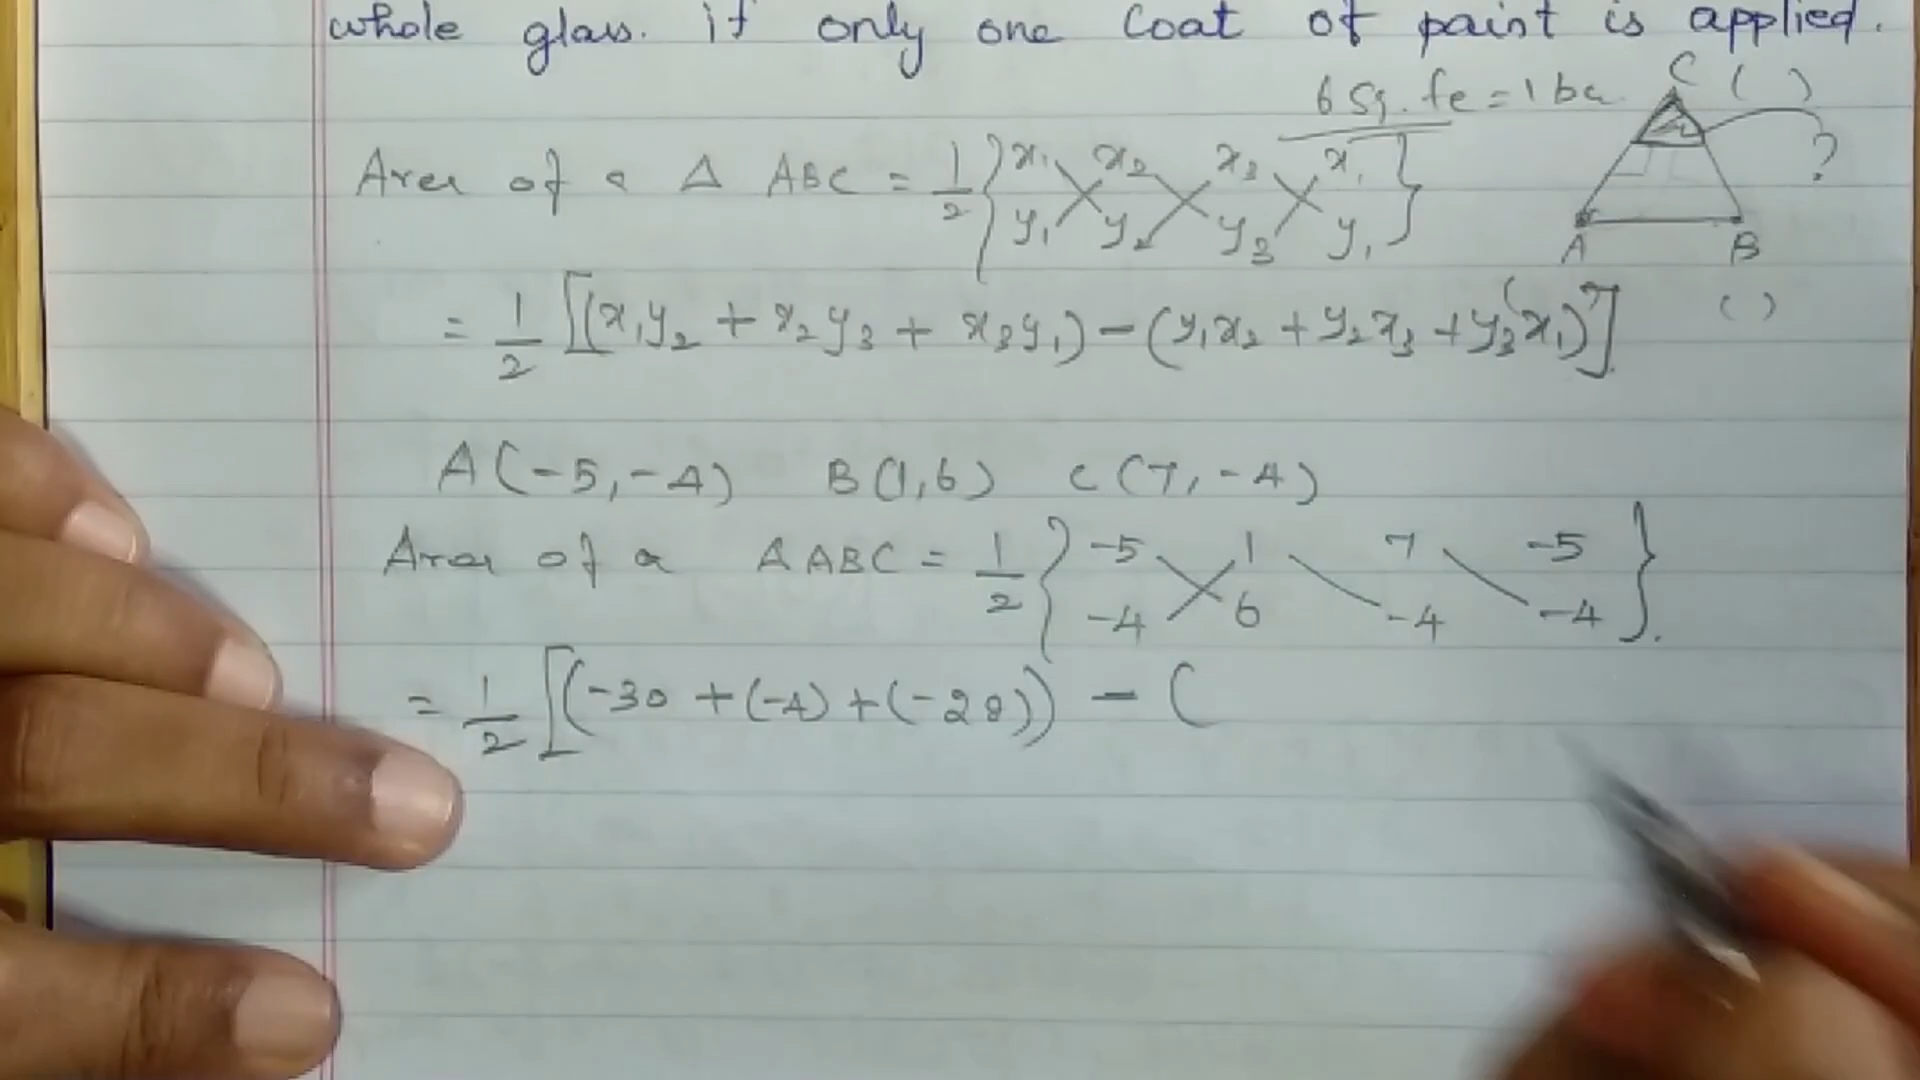 whole glass. if only one coat of paint is applied.
6 sq. fe = 1 bu
C ( )
Area of a Δ ABC = 1/2 { x₁ x₂ x₃ x₁
y₁ y₂ y₃ y₁ }
?
A B
= 1/2 [(x₁y₂ + x₂y₃ + x₃y₁) - (y₁x₂ + y₂x₃ + y₃x₁)]
( )
A(-5,-4) B(1,6) C(7,-4)
Area of a ΔABC = 1/2 { -5 1 7 -5
-4 6 -4 -4 }.
= 1/2 [(-30 + (-4) + (-28)) - (